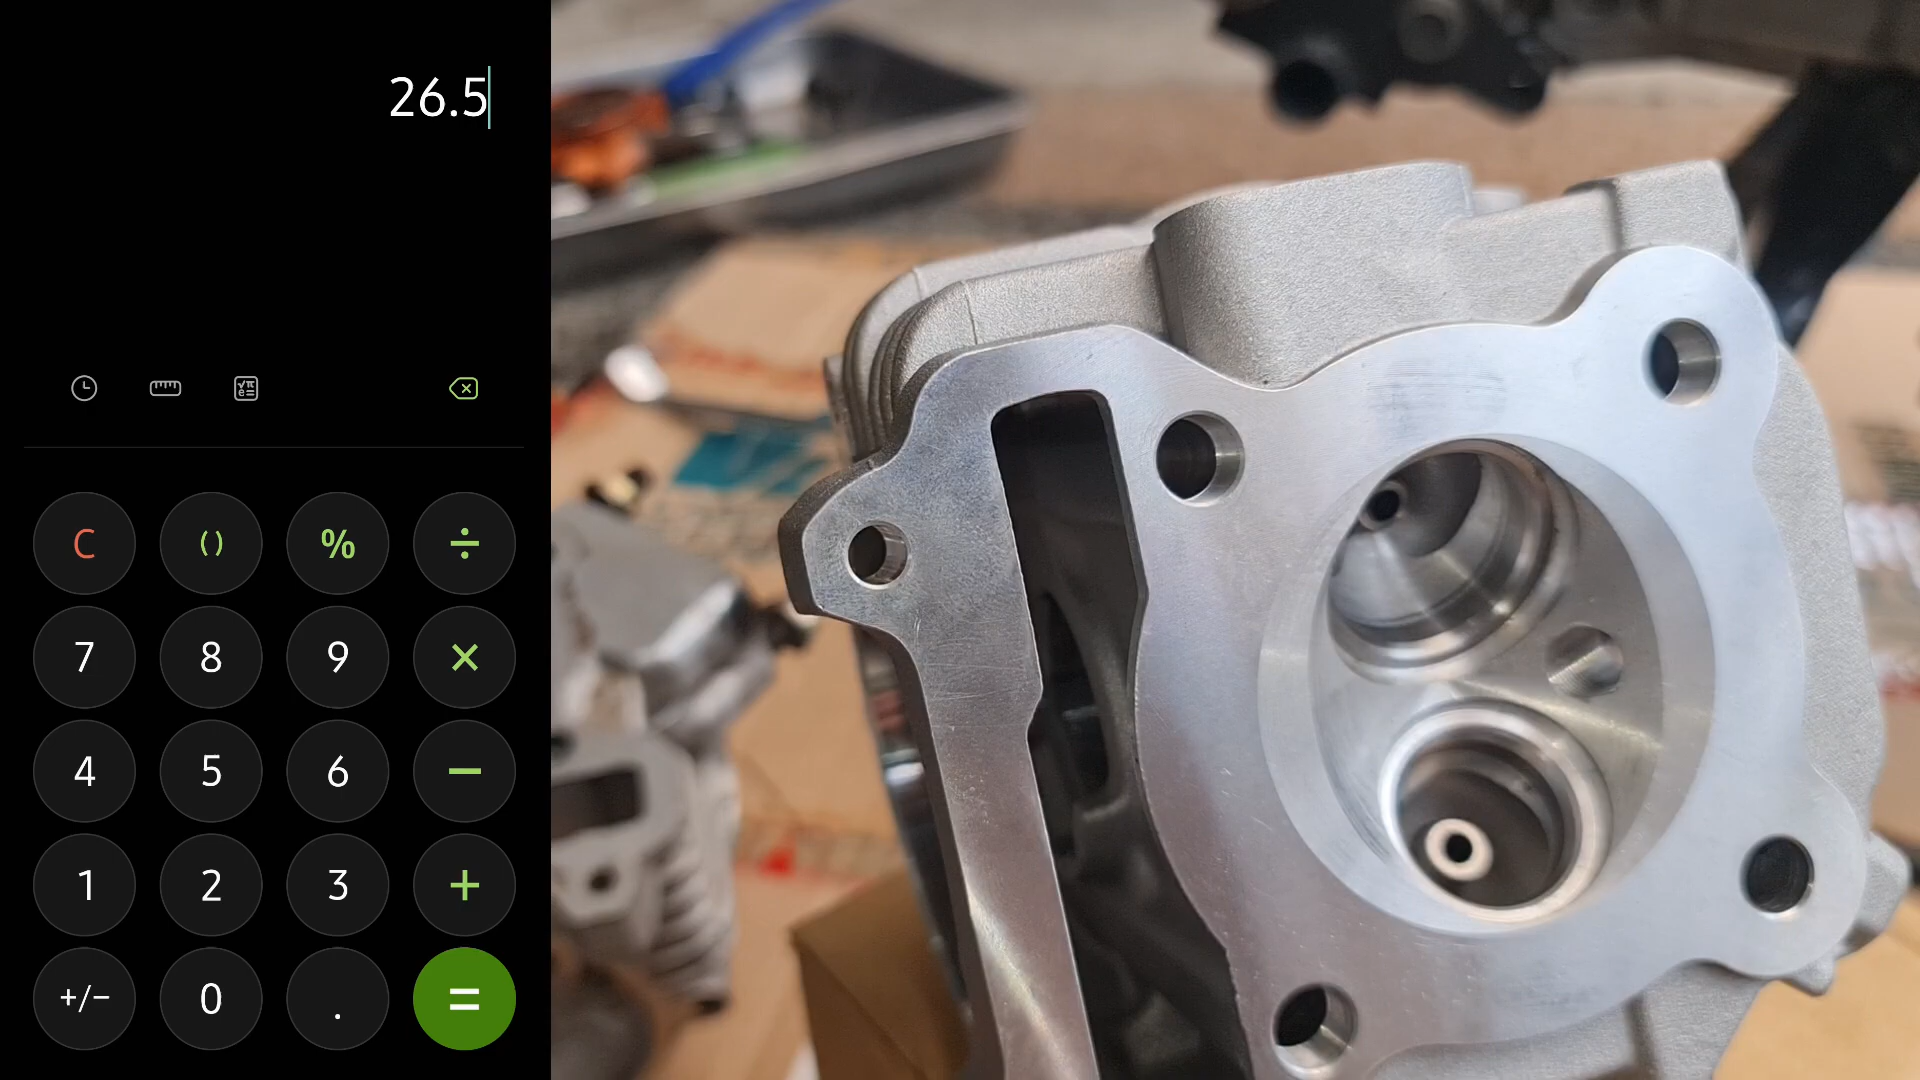 26.5
C () % ÷
7 8 9 ×
4 5 6 −
1 2 3 +
+/− 0 . =